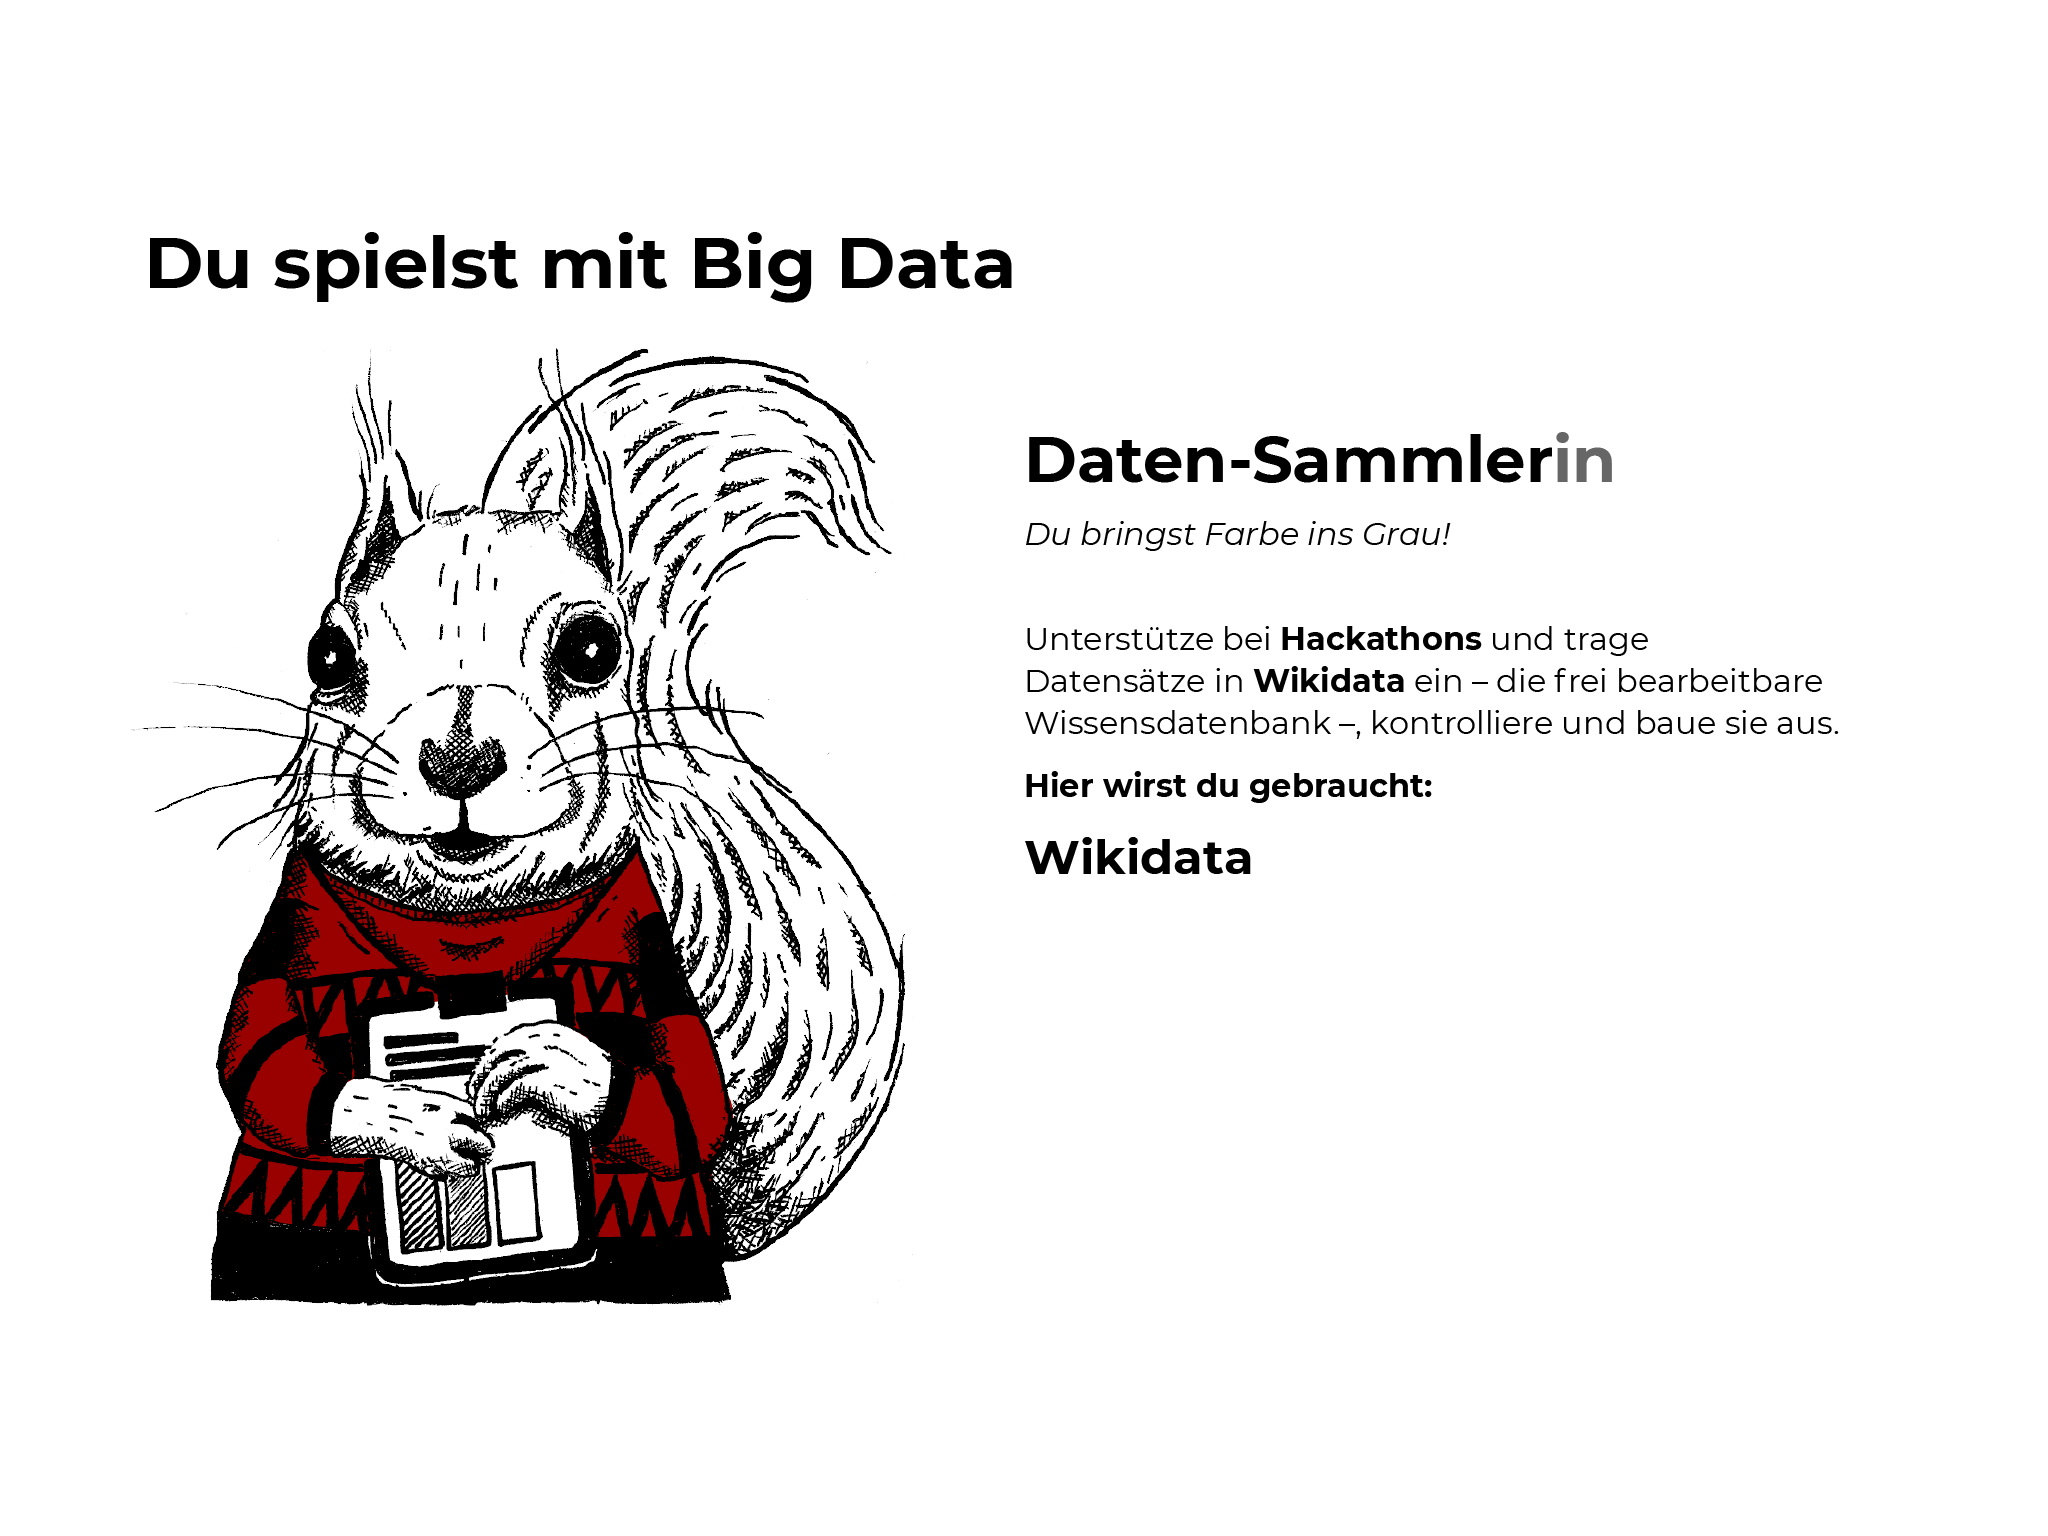 Du spielst mit Big Data
Daten-Sammlerin
Du bringst Farbe ins Grau!
Unterstütze bei Hackathons und trage
Datensätze in Wikidata ein – die frei bearbeitbare
Wissensdatenbank –, kontrolliere und baue sie aus.
Hier wirst du gebraucht:
Wikidata